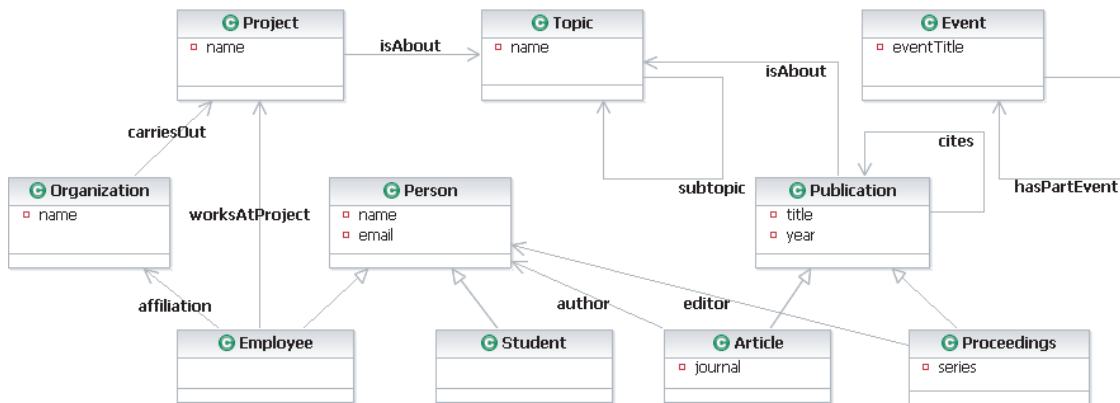 C Project
name
isAbout
C Topic
name
isAbout
C Event
eventTitle
carriesOut
cites
C Organization
name
worksAtProject
C Person
name
email
subtopic
C Publication
title
year
hasPartEvent
affiliation
author
editor
C Employee
C Student
C Article
journal
C Proceedings
series